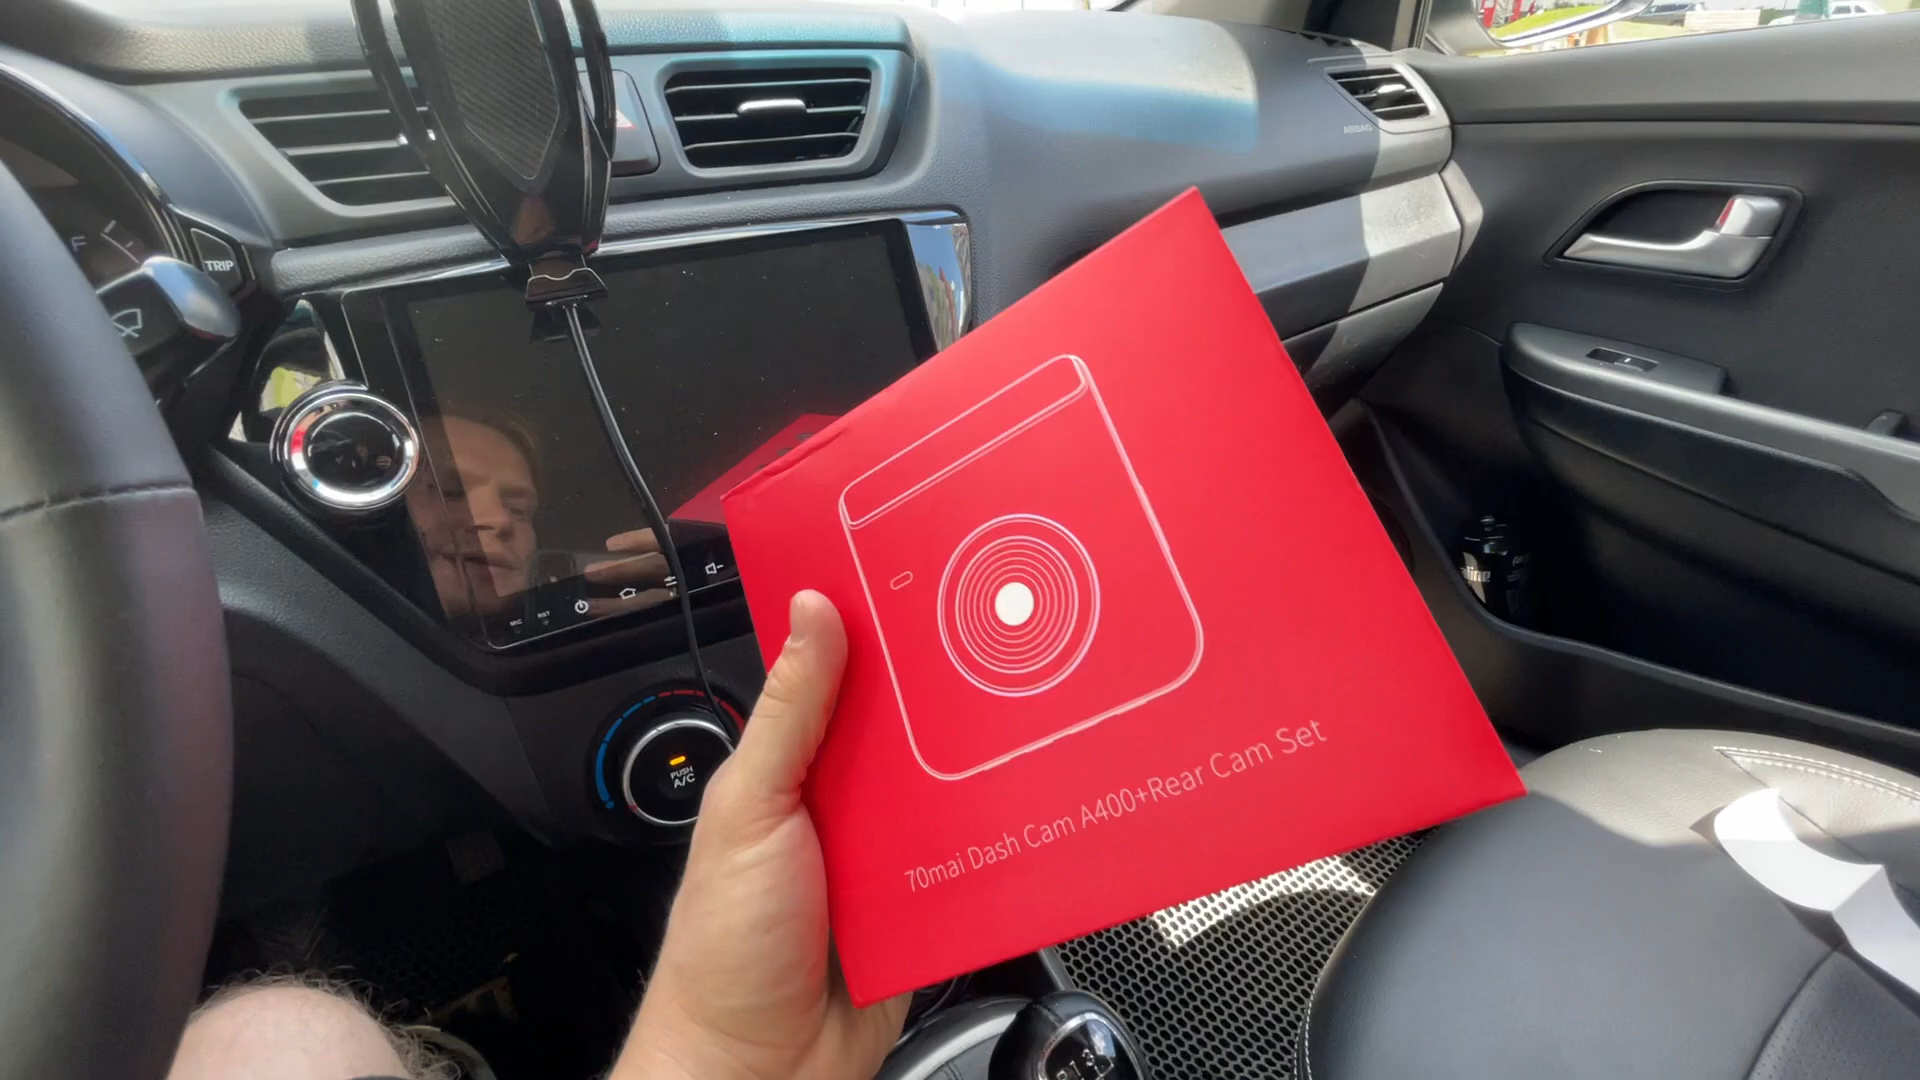 AIRBAG
F
TRIP
MIC
RST
PUSH
A/C
70mai Dash Cam A400+Rear Cam Set